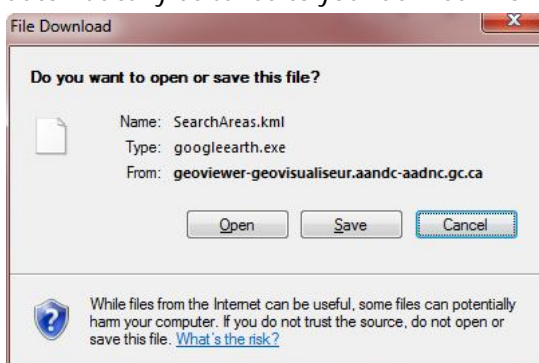 File Download
Do you want to open or save this file?
Name: SearchAreas.kml
Type: googleearth.exe
From: geoviewer-geovisualiseur.aandc-aadnc.gc.ca
Open Save Cancel
While files from the Internet can be useful, some files can potentially
harm your computer. If you do not trust the source, do not open or
save this file. What's the risk?